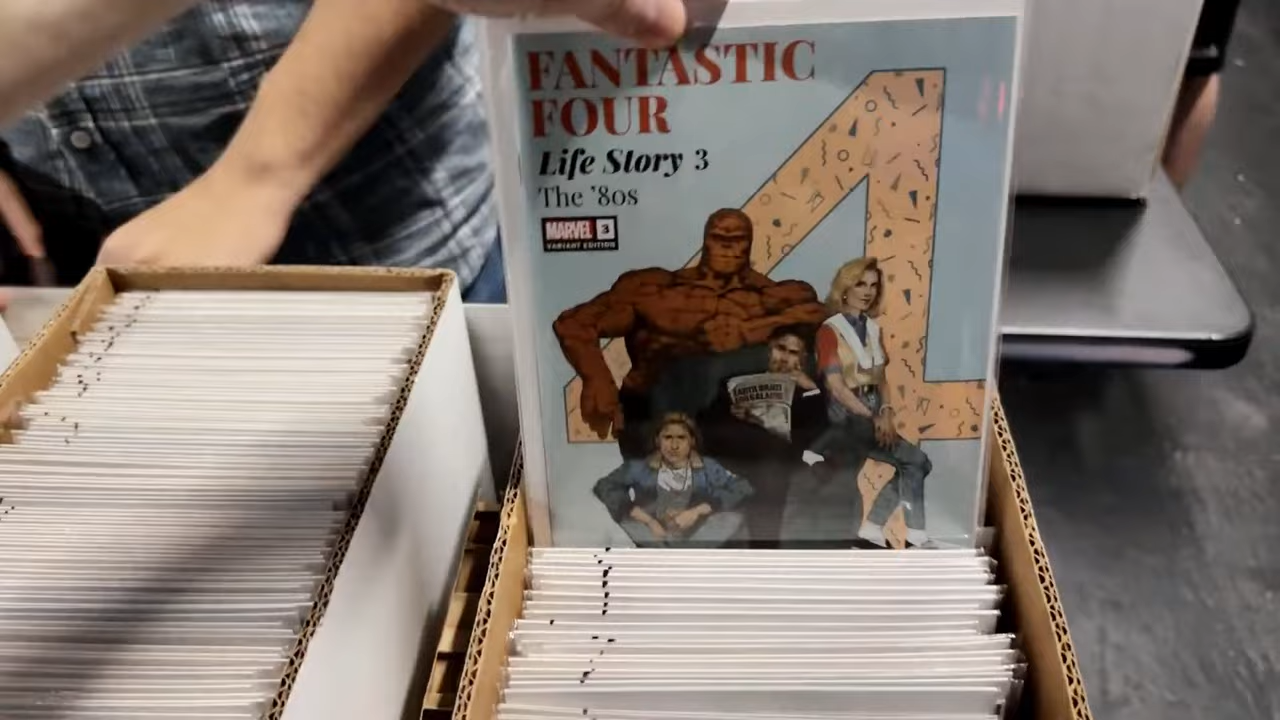 FANTASTIC
FOUR
Life Story 3
The '80s
MARVEL 3
VARIANT EDITION